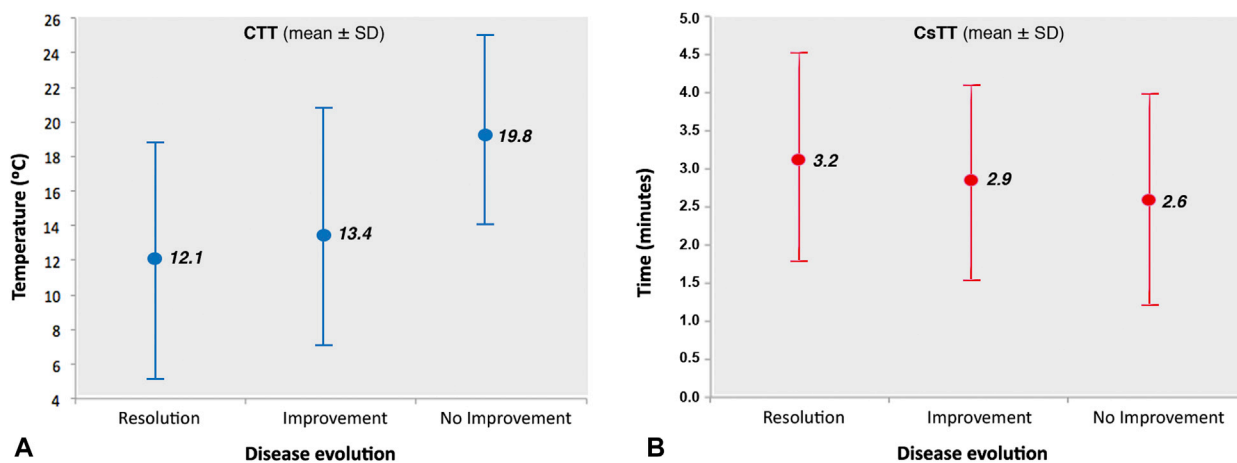 CTT (mean ± SD)
Temperature (ºC)
26
24
22
20
18
16
14
12
10
8
6
4
12.1
13.4
19.8
Resolution
Improvement
No Improvement
A
Disease evolution
CsTT (mean ± SD)
Time (minutes)
5.0
4.5
4.0
3.5
3.0
2.5
2.0
1.5
1.0
0.5
0.0
3.2
2.9
2.6
Resolution
Improvement
No Improvement
B
Disease evolution